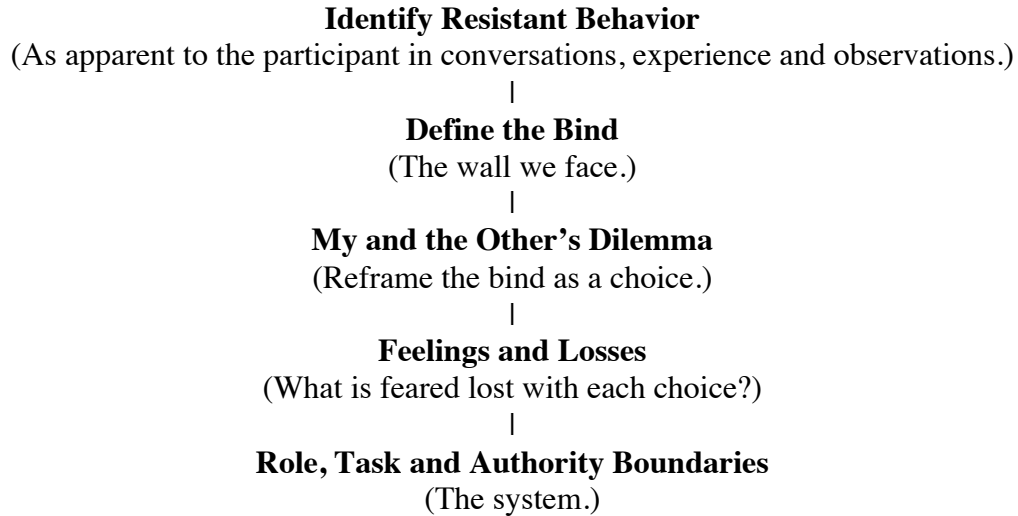 Identify Resistant Behavior
(As apparent to the participant in conversations, experience and observations.)
|
Define the Bind
(The wall we face.)
|
My and the Other’s Dilemma
(Reframe the bind as a choice.)
|
Feelings and Losses
(What is feared lost with each choice?)
|
Role, Task and Authority Boundaries
(The system.)